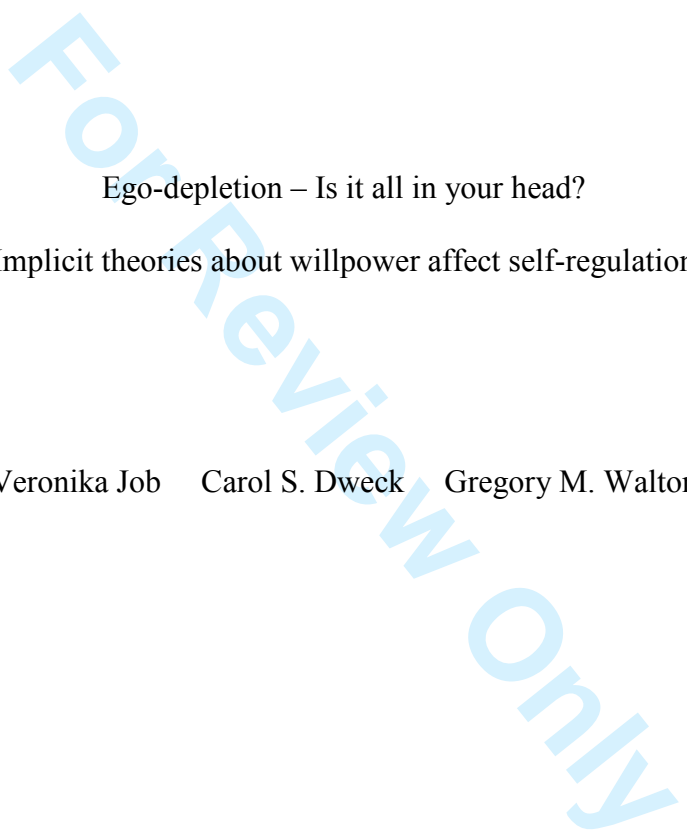 Ego-depletion – Is it all in your head?
Implicit theories about willpower affect self-regulation
Veronika Job Carol S. Dweck Gregory M. Walton
For Review Only